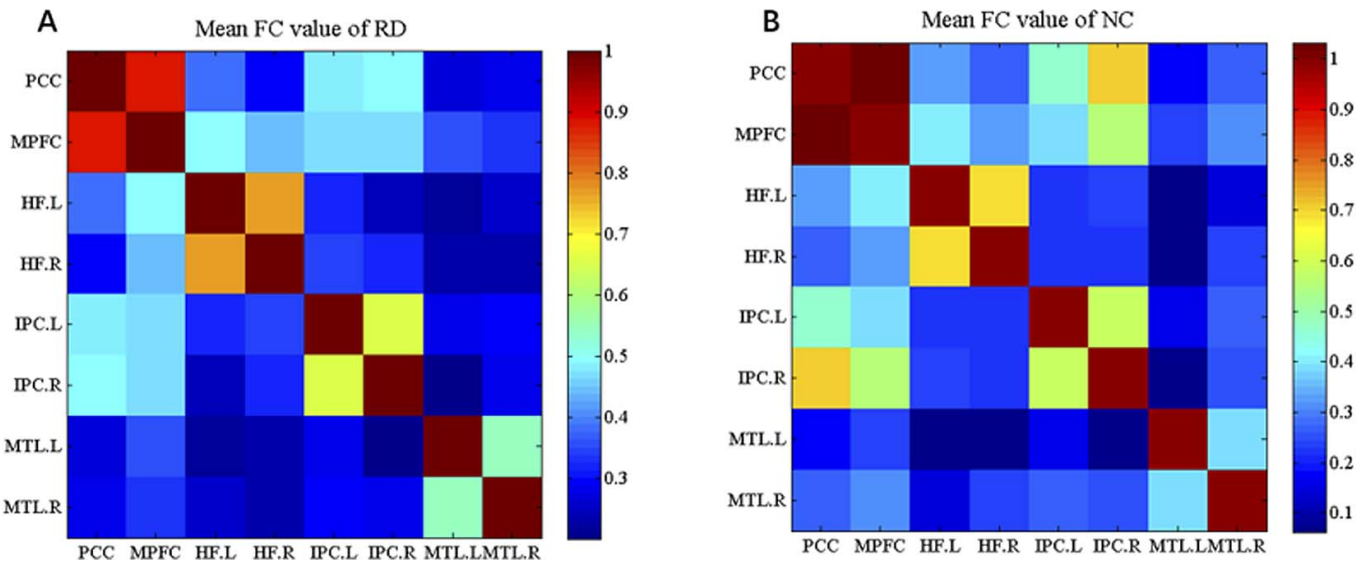 A
Mean FC value of RD
PCC
MPFC
HF.L
HF.R
IPC.L
IPC.R
MTL.L
MTL.R
PCC MPFC HF.L HF.R IPC.L IPC.R MTL.L MTL.R
1
0.9
0.8
0.7
0.6
0.5
0.4
0.3
B
Mean FC value of NC
PCC
MPFC
HF.L
HF.R
IPC.L
IPC.R
MTL.L
MTL.R
PCC MPFC HF.L HF.R IPC.L IPC.R MTL.L MTL.R
1
0.9
0.8
0.7
0.6
0.5
0.4
0.3
0.2
0.1